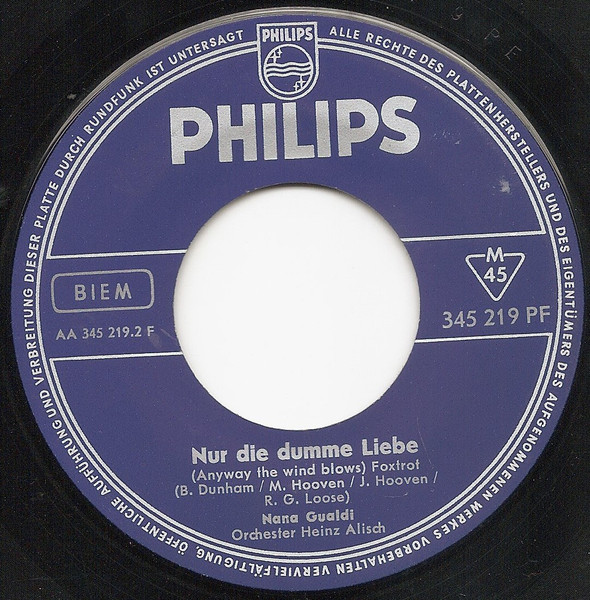 ALLE RECHTE DES PLATTENHERSTELLERS UND DES EIGENTÜMERS DES AUFGENOMMENEN WERKES VORBEHALTEN VERVIELFÄLTIGUNG, ÖFFENTLICHE AUFFÜHRUNG UND VERBREITUNG DIESER PLATTE DURCH RUNDFUNK IST UNTERSAGT
PHILIPS
PHILIPS
BIEM
AA 345 219.2 F
M
45
345 219 PF
Nur die dumme Liebe
(Anyway the wind blows) Foxtrot
(B. Dunham / M. Hooven / J. Hooven /
R. G. Loose)
Nana Gualdi
Orchester Heinz Alisch